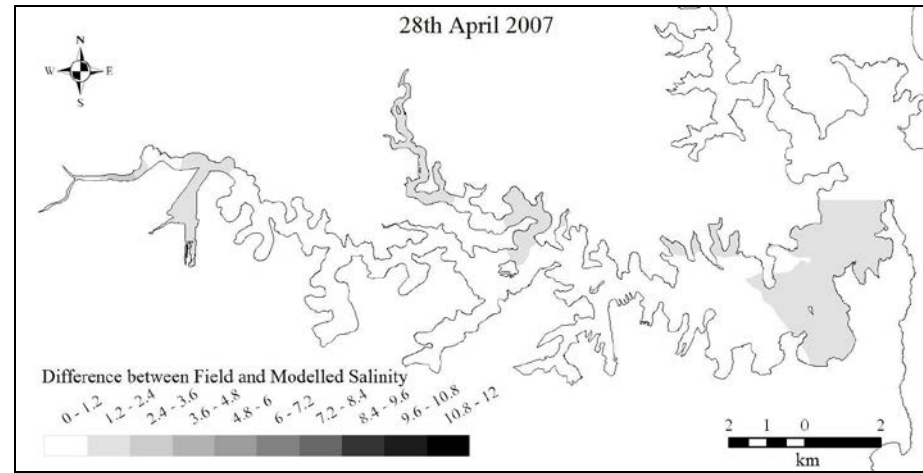 28th April 2007
N
W E
S
Difference between Field and Modelled Salinity
0 - 1.2
1.2 - 2.4
2.4 - 3.6
3.6 - 4.8
4.8 - 6
6 - 7.2
7.2 - 8.4
8.4 - 9.6
9.6 - 10.8
10.8 - 12
2 1 0 2
km